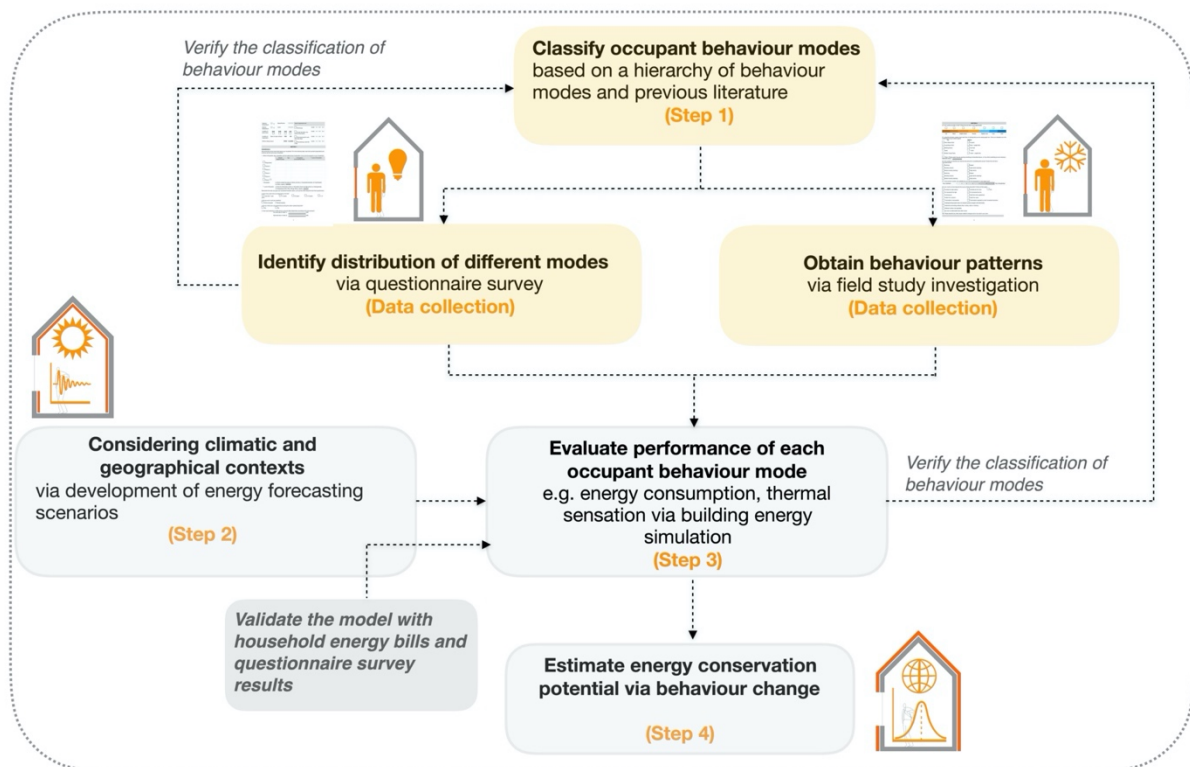 Verify the classification of
behaviour modes
Classify occupant behaviour modes
based on a hierarchy of behaviour
modes and previous literature
(Step 1)
Identify distribution of different modes
via questionnaire survey
(Data collection)
Obtain behaviour patterns
via field study investigation
(Data collection)
Considering climatic and
geographical contexts
via development of energy forecasting
scenarios
(Step 2)
Evaluate performance of each
occupant behaviour mode
e.g. energy consumption, thermal
sensation via building energy
simulation
(Step 3)
Verify the classification of
behaviour modes
Validate the model with
household energy bills and
questionnaire survey
results
Estimate energy conservation
potential via behaviour change
(Step 4)